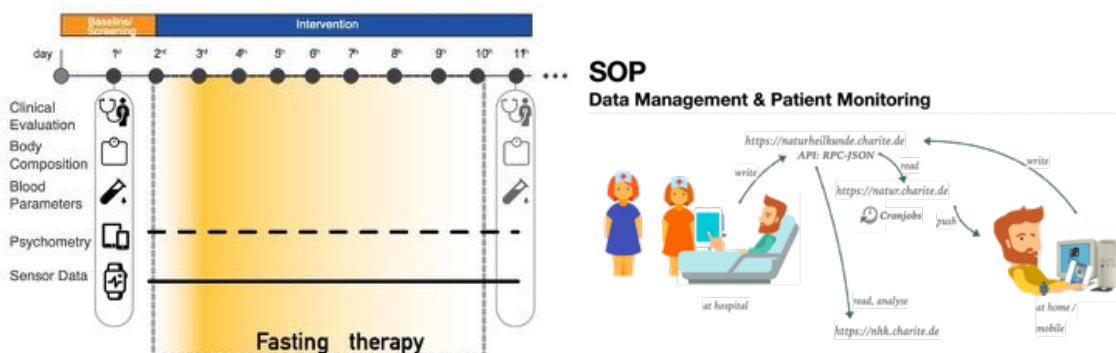 Baseline/
Screening
Intervention
day 1st 2nd 3rd 4th 5th 6th 7th 8th 9th 10th 11th
Clinical
Evaluation
Body
Composition
Blood
Parameters
Psychometry
Sensor Data
Fasting therapy
SOP
Data Management & Patient Monitoring
https://naturheilkunde.charite.de
API: RPC-JSON
write
read
write
https://natur.charite.de
Cronjobs
push
at hospital
read, analyse
at home /
mobile
https://nhk.charite.de